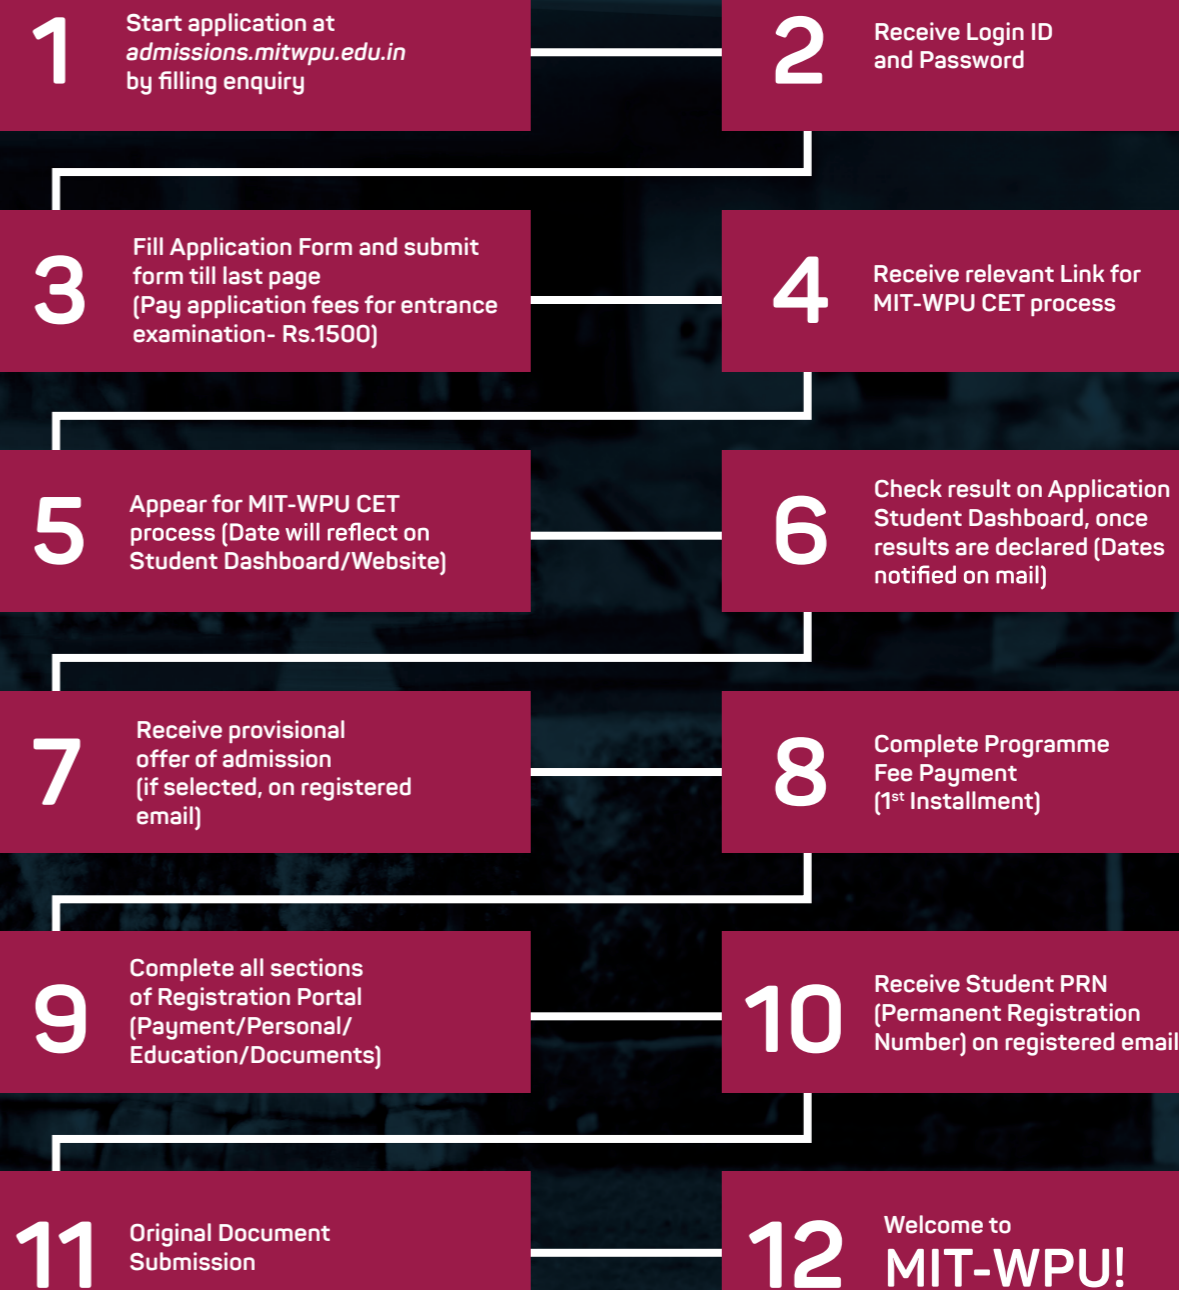 1
Start application at
admissions.mitwpu.edu.in
by filling enquiry
2
Receive Login ID
and Password
3
Fill Application Form and submit
form till last page
(Pay application fees for entrance
examination- Rs.1500)
4
Receive relevant Link for
MIT-WPU CET process
5
Appear for MIT-WPU CET
process (Date will reflect on
Student Dashboard/Website)
6
Check result on Application
Student Dashboard, once
results are declared (Dates
notified on mail)
7
Receive provisional
offer of admission
(if selected, on registered
email)
8
Complete Programme
Fee Payment
(1st Installment)
9
Complete all sections
of Registration Portal
(Payment/Personal/
Education/Documents)
10
Receive Student PRN
(Permanent Registration
Number) on registered email
11
Original Document
Submission
12
Welcome to
MIT-WPU!